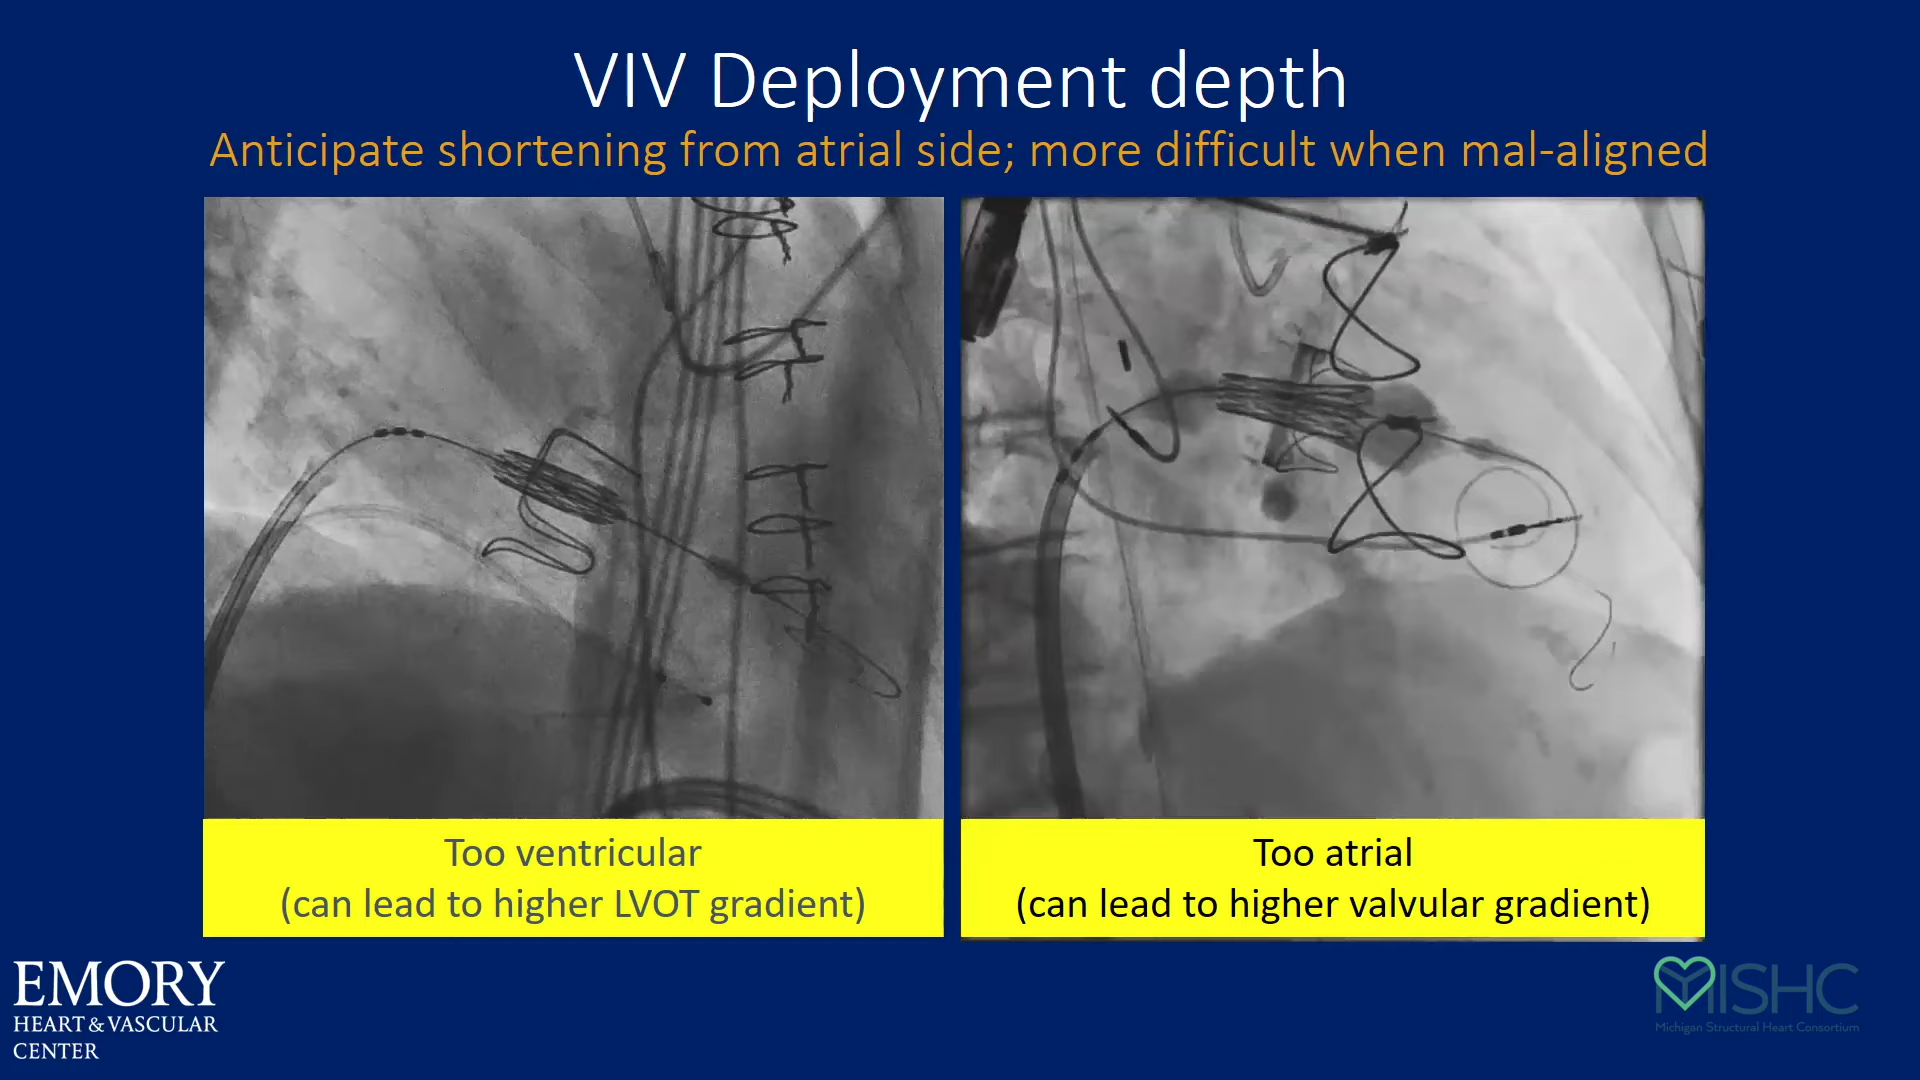 VIV Deployment depth
Anticipate shortening from atrial side; more difficult when mal-aligned
Too ventricular
(can lead to higher LVOT gradient)
Too atrial
(can lead to higher valvular gradient)
EMORY
HEART & VASCULAR
CENTER
MISHC
Michigan Structural Heart Consortium